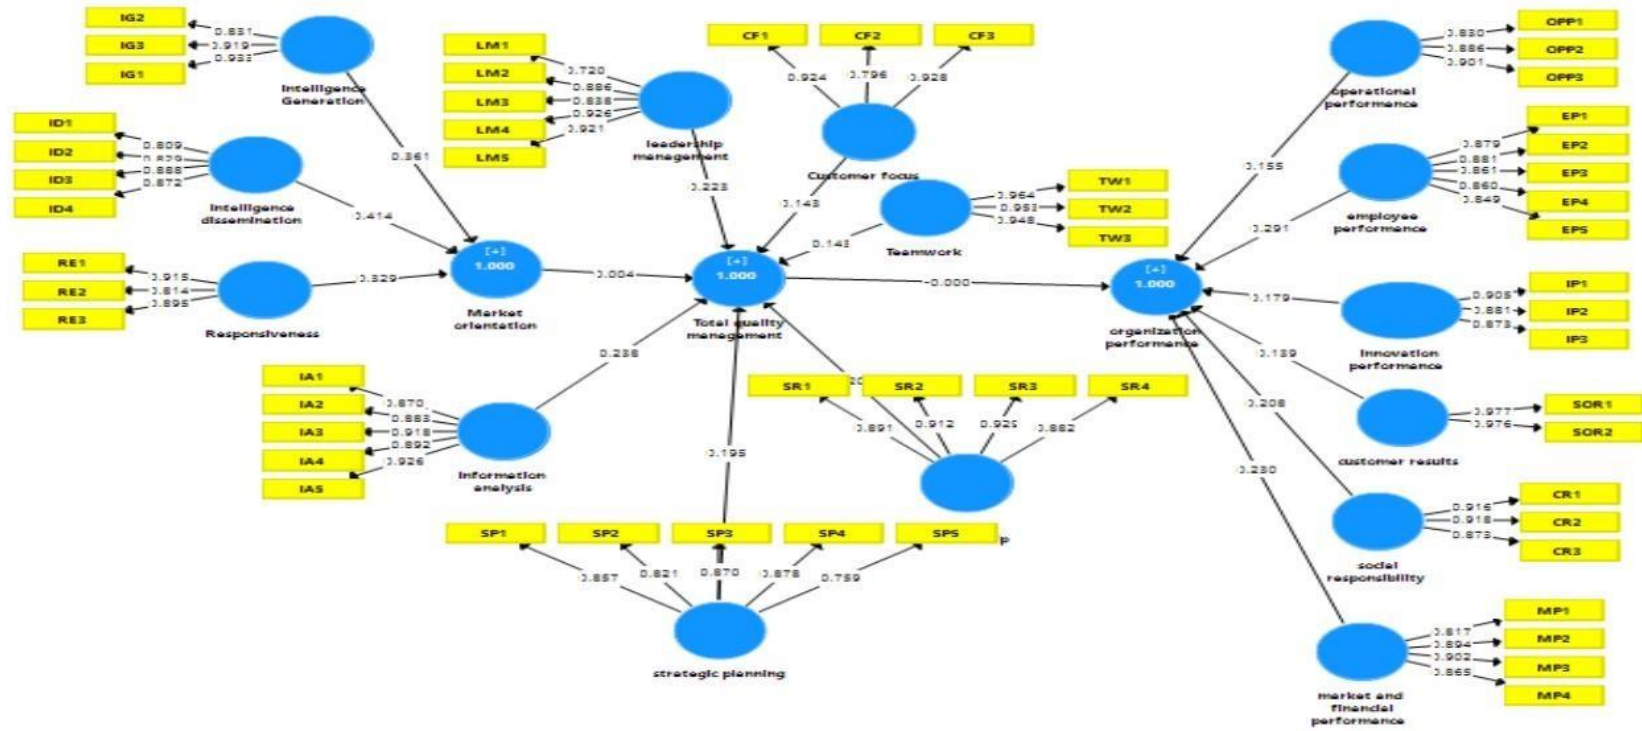 IG2
IG3
IG1
0.831
0.919
0.933
Intelligence
Generation
ID1
ID2
ID3
ID4
0.809
0.888
0.872
Intelligence
dissemination
RE1
RE2
RE3
0.915
0.814
0.895
Responsiveness
0.361
0.414
0.329
[+]
1.000
Market
orientation
0.004
LM1
LM2
LM3
LM4
LM5
0.720
0.886
0.838
0.926
0.921
leadership
management
0.223
CF1
CF2
CF3
0.924
0.796
0.928
Customer focus
0.143
TW1
TW2
TW3
0.964
0.953
0.948
Teamwork
0.143
[+]
1.000
Total quality
management
-0.000
IA1
IA2
IA3
IA4
IA5
0.870
0.883
0.918
0.892
0.926
Information
analysis
0.238
SP1
SP2
SP3
SP4
SP5
0.857
0.821
0.870
0.878
0.759
strategic planning
0.195
SR1
SR2
SR3
SR4
0.891
0.912
0.925
0.882
p
[+]
1.000
organization
performance
OPP1
OPP2
OPP3
0.830
0.886
0.901
operational
performance
0.155
EP1
EP2
EP3
EP4
EP5
0.879
0.881
0.861
0.860
0.849
employee
performance
0.291
IP1
IP2
IP3
0.905
0.881
0.873
Innovation
performance
0.179
SOR1
SOR2
0.977
0.976
customer results
0.139
CR1
CR2
CR3
0.916
0.918
0.873
social
responsibility
0.208
MP1
MP2
MP3
MP4
0.817
0.894
0.902
0.865
market and
financial
performance
0.230